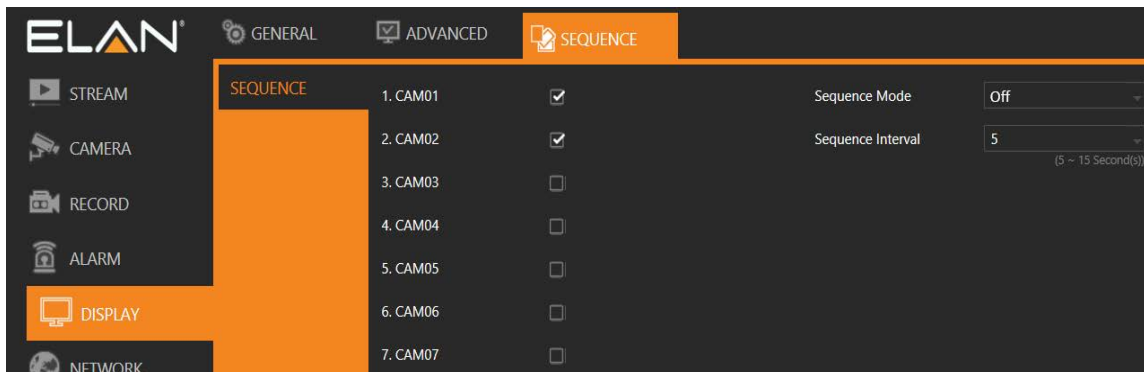 ELAN®
GENERAL
ADVANCED
SEQUENCE
STREAM
CAMERA
RECORD
ALARM
DISPLAY
NETWORK
SEQUENCE
1. CAM01
2. CAM02
3. CAM03
4. CAM04
5. CAM05
6. CAM06
7. CAM07
Sequence Mode Off
Sequence Interval 5
(5 ~ 15 Second(s))